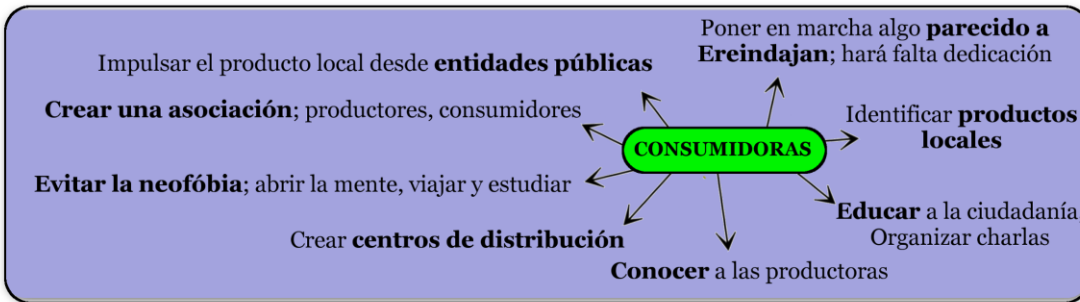 Poner en marcha algo parecido a
Ereindajan; hará falta dedicación
Impulsar el producto local desde entidades públicas
Crear una asociación; productores, consumidores
Identificar productos
locales
CONSUMIDORAS
Evitar la neofóbia; abrir la mente, viajar y estudiar
Educar a la ciudadanía
Organizar charlas
Crear centros de distribución
Conocer a las productoras